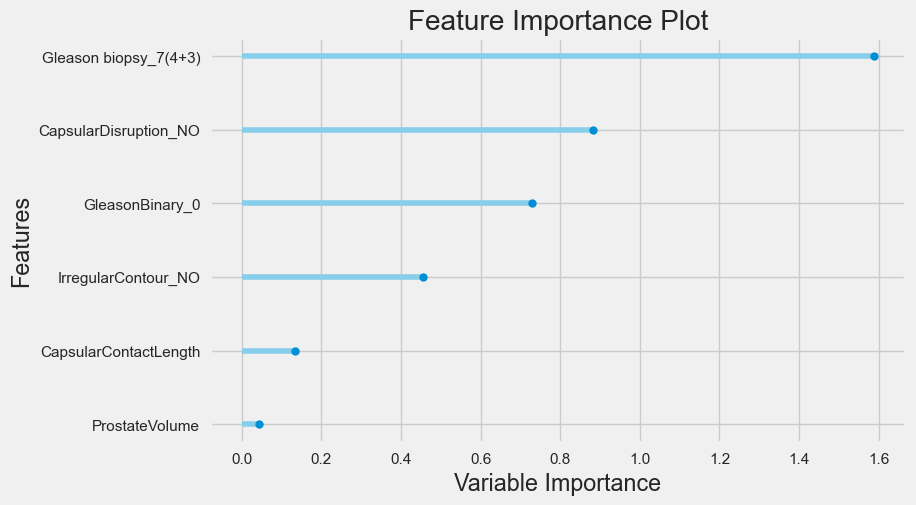 Feature Importance Plot
Features
Gleason biopsy_7(4+3)
CapsularDisruption_NO
GleasonBinary_0
IrregularContour_NO
CapsularContactLength
ProstateVolume
0.0 0.2 0.4 0.6 0.8 1.0 1.2 1.4 1.6
Variable Importance